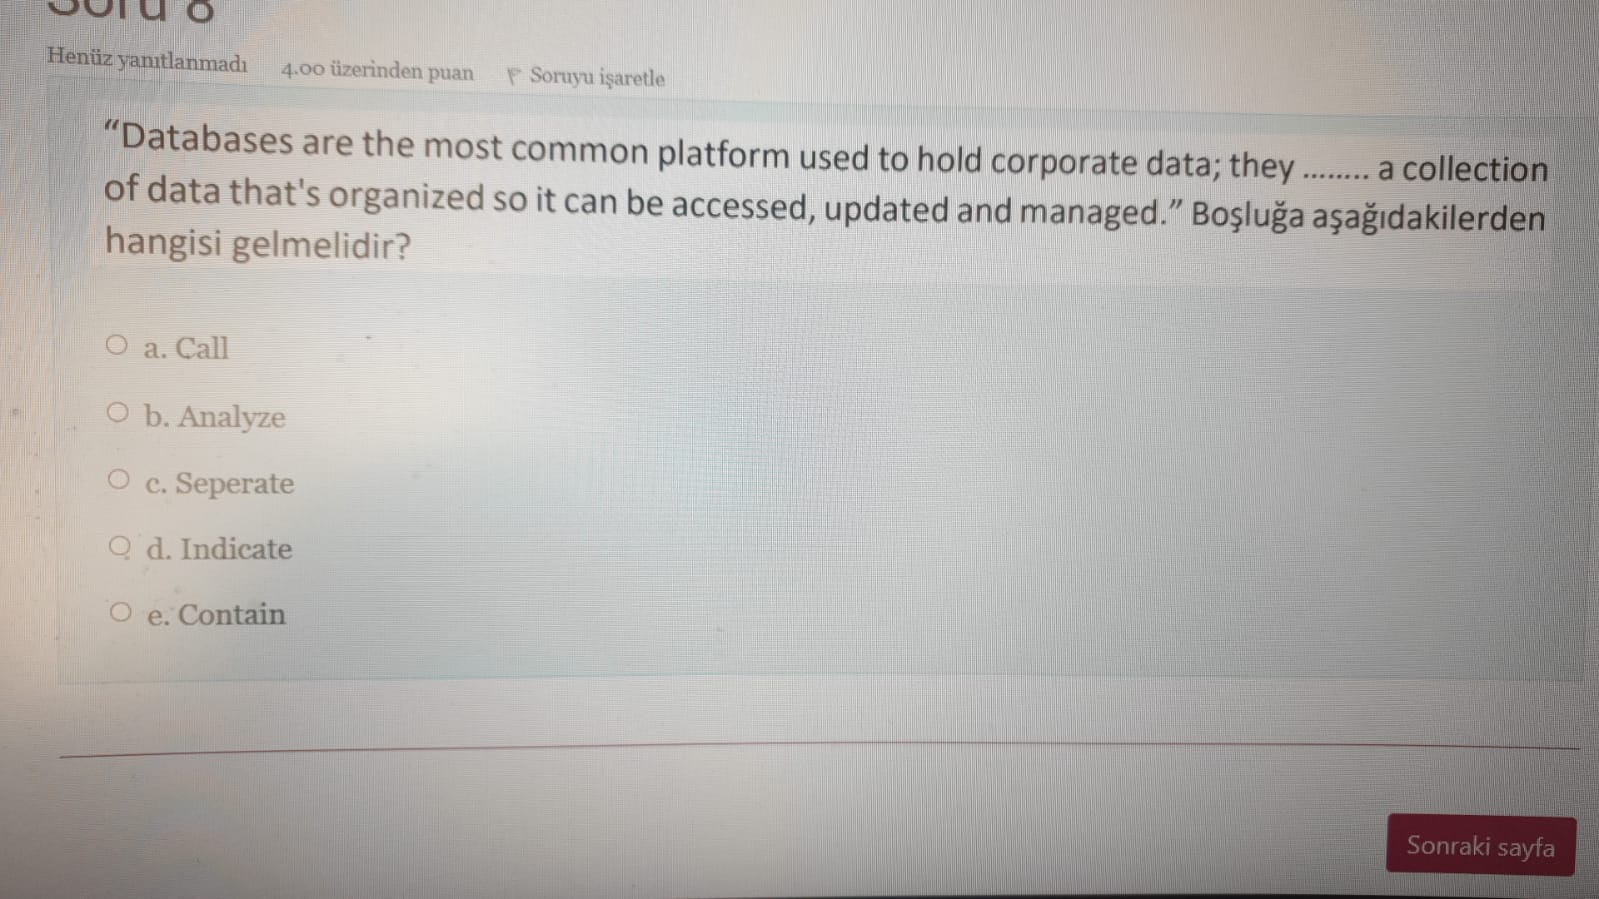 Soru 8
Henüz yanıtlanmadı 4.00 üzerinden puan Soruyu işaretle
“Databases are the most common platform used to hold corporate data; they ........ a collection
of data that's organized so it can be accessed, updated and managed.” Boşluğa aşağıdakilerden
hangisi gelmelidir?
a. Call
b. Analyze
c. Seperate
d. Indicate
e. Contain
Sonraki sayfa